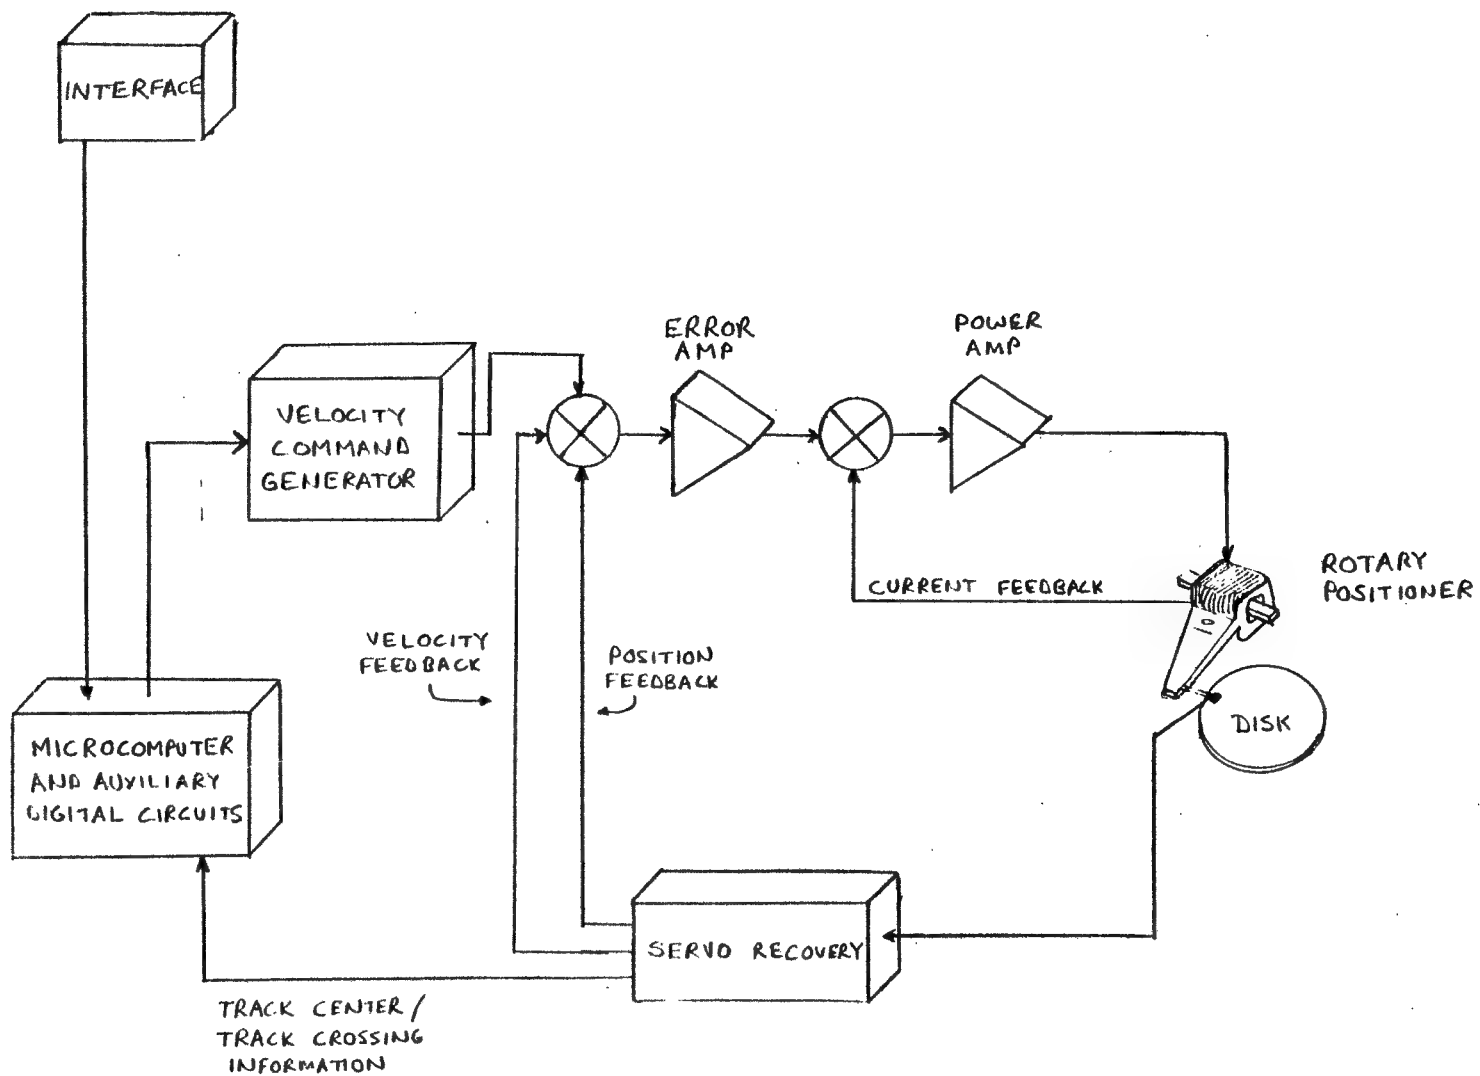 INTERFACE
ERROR
AMP
POWER
AMP
VELOCITY
COMMAND
GENERATOR
ROTARY
POSITIONER
CURRENT FEEDBACK
VELOCITY
FEEDBACK
POSITION
FEEDBACK
DISK
MICROCOMPUTER
AND AUXILIARY
DIGITAL CIRCUITS
SERVO RECOVERY
TRACK CENTER/
TRACK CROSSING
INFORMATION